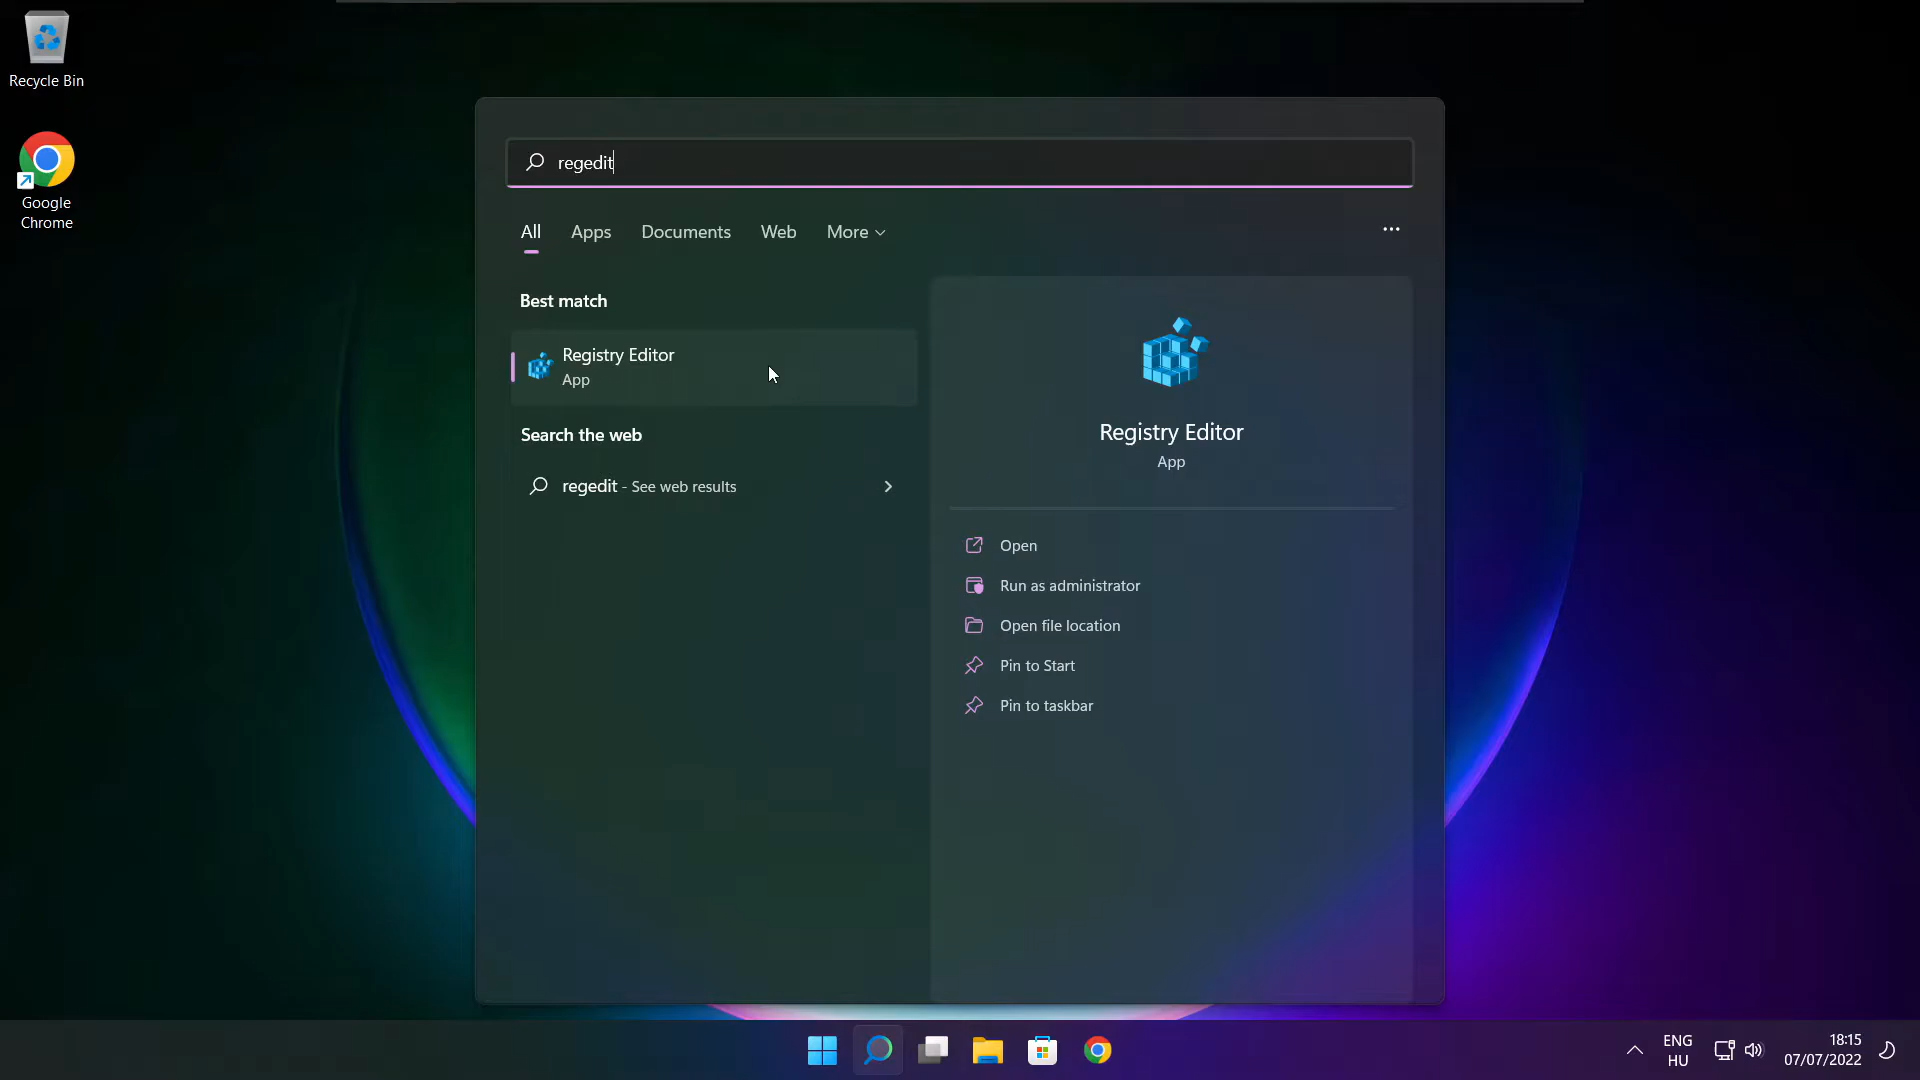 Recycle Bin
Google
Chrome
regedit
All Apps Documents Web More
Best match
Registry Editor
App
Search the web
regedit - See web results
Registry Editor
App
Open
Run as administrator
Open file location
Pin to Start
Pin to taskbar
ENG
HU
18:15
07/07/2022